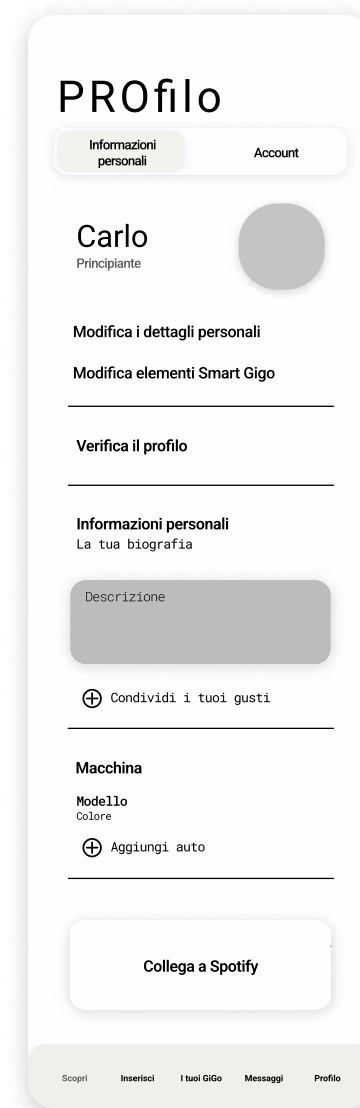 PROfilo
Informazioni
personali
Account
Carlo
Principiante
Modifica i dettagli personali
Modifica elementi Smart Gigo
Verifica il profilo
Informazioni personali
La tua biografia
Descrizione
Condividi i tuoi gusti
Macchina
Modello
Colore
Aggiungi auto
Collega a Spotify
Scopri Inserisci I tuoi GiGo Messaggi Profilo